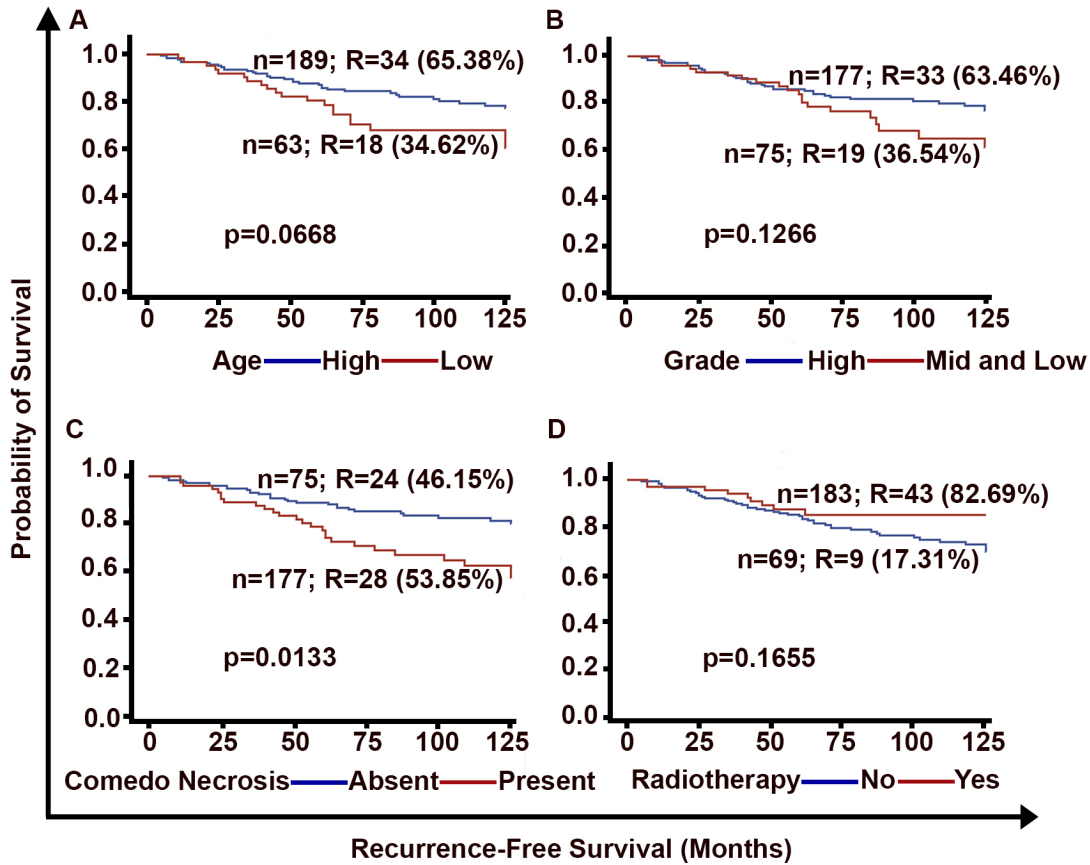 Probability of Survival
A
1.0
0.8
0.6
0.4
0.2
0.0
n=189; R=34 (65.38%)
n=63; R=18 (34.62%)
p=0.0668
0 25 50 75 100 125
Age High Low
B
1.0
0.8
0.6
0.4
0.2
0.0
n=177; R=33 (63.46%)
n=75; R=19 (36.54%)
p=0.1266
0 25 50 75 100 125
Grade High Mid and Low
C
1.0
0.8
0.6
0.4
0.2
0.0
n=75; R=24 (46.15%)
n=177; R=28 (53.85%)
p=0.0133
0 25 50 75 100 125
Comedo Necrosis Absent Present
D
1.0
0.8
0.6
0.4
0.2
0.0
n=183; R=43 (82.69%)
n=69; R=9 (17.31%)
p=0.1655
0 25 50 75 100 125
Radiotherapy No Yes
Recurrence-Free Survival (Months)